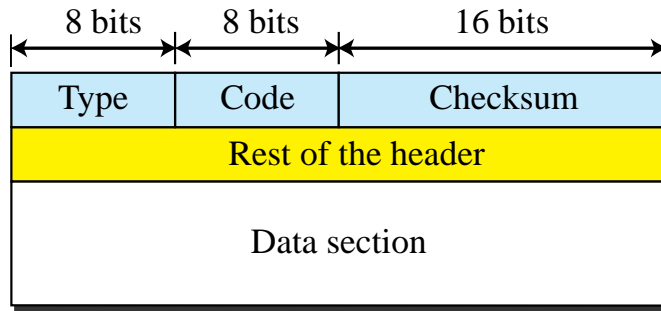 8 bits 8 bits 16 bits
Type Code Checksum
Rest of the header
Data section